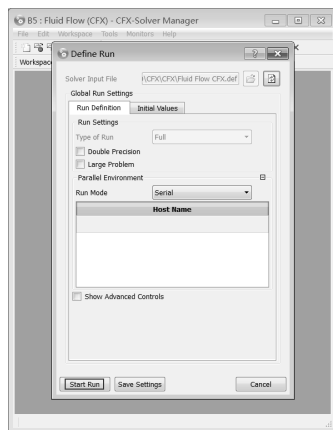 B5 : Fluid Flow (CFX) - CFX-Solver Manager
File Edit Workspace Tools Monitors Help
Workspace
Define Run
Solver Input File
\CFX\CFX\Fluid Flow CFX.def
Global Run Settings
Run Definition Initial Values
Run Settings
Type of Run Full
Double Precision
Large Problem
Parallel Environment
Run Mode Serial
Host Name
Show Advanced Controls
Start Run Save Settings Cancel